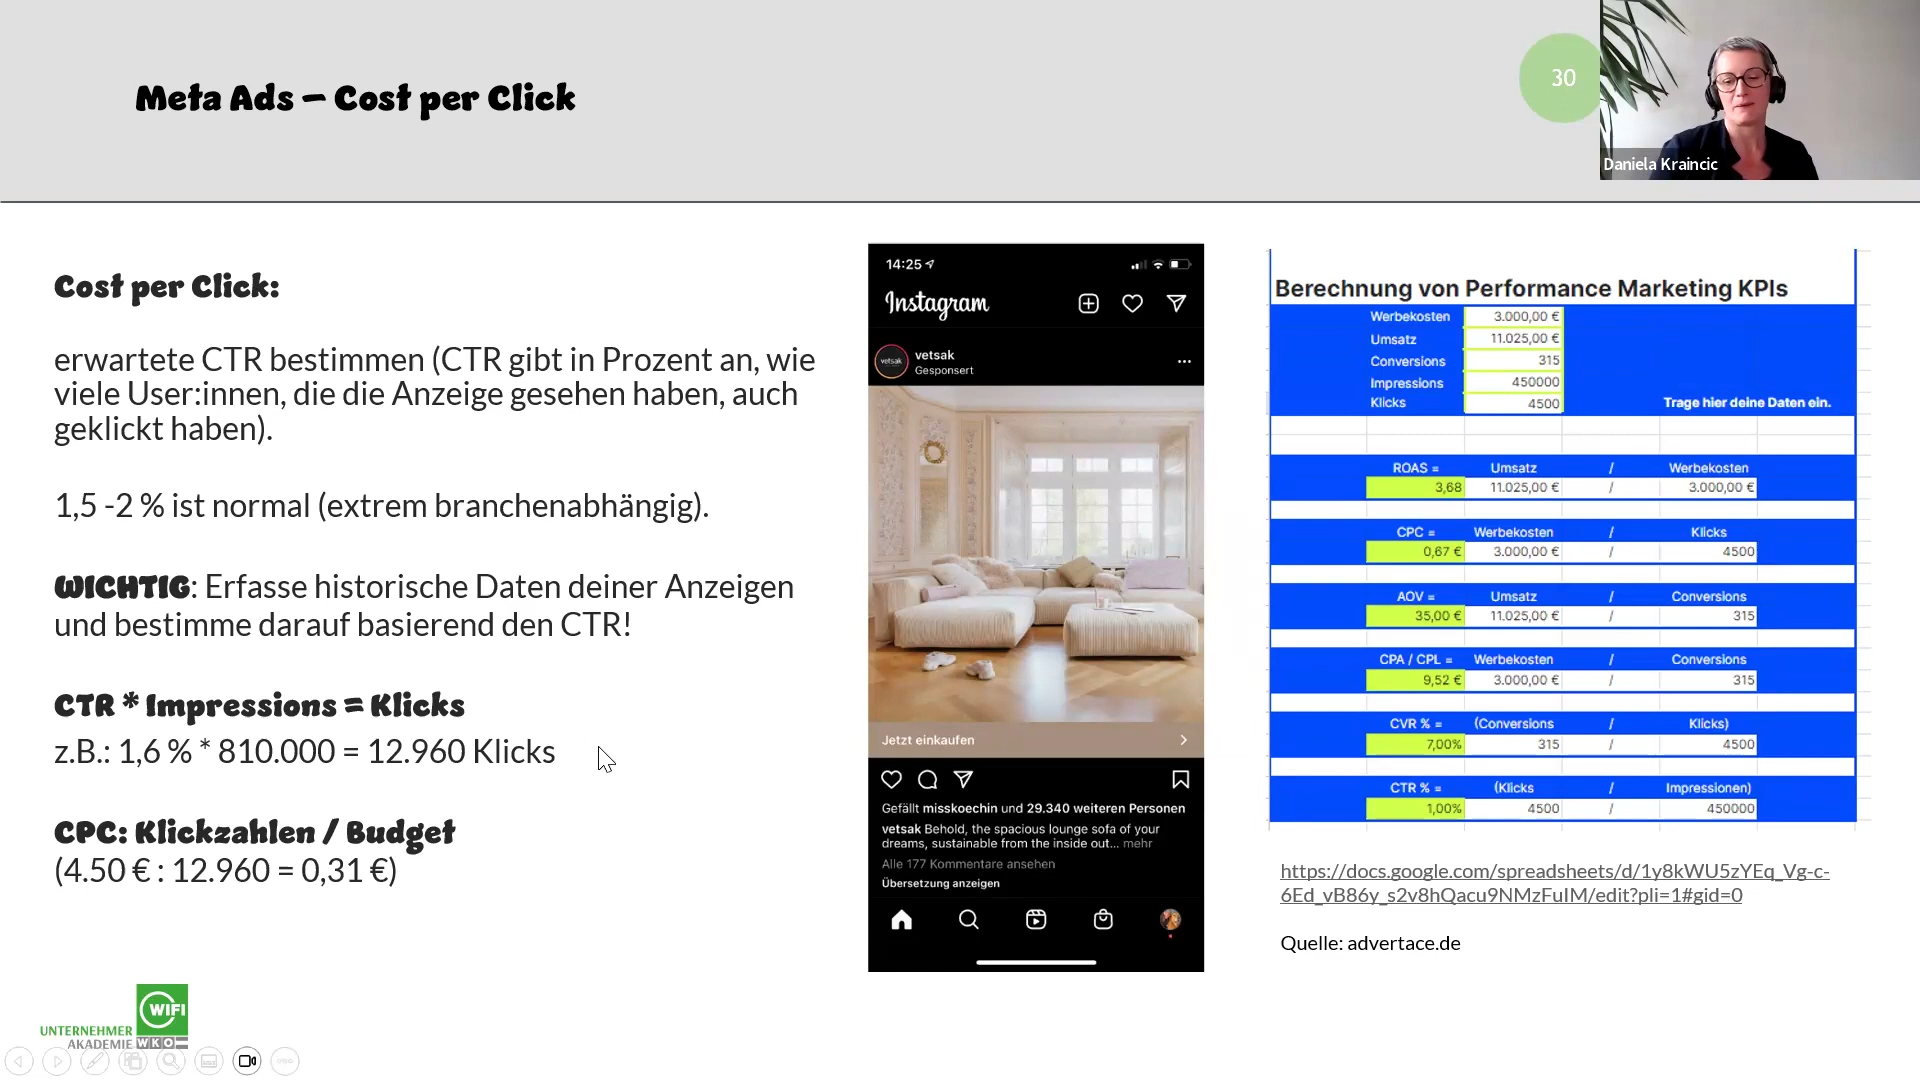 Meta Ads – Cost per Click
30
Daniela Kraincic
Cost per Click:
erwartete CTR bestimmen (CTR gibt in Prozent an, wie
viele User:innen, die die Anzeige gesehen haben, auch
geklickt haben).
1,5 -2 % ist normal (extrem branchenabhängig).
WICHTIG: Erfasse historische Daten deiner Anzeigen
und bestimme darauf basierend den CTR!
CTR * Impressions = Klicks
z.B.: 1,6 % * 810.000 = 12.960 Klicks
CPC: Klickzahlen / Budget
(4.50 € : 12.960 = 0,31 €)
14:25
Instagram
vetsak
vetsak
Gesponsert
Jetzt einkaufen
Gefällt misskoechin und 29.340 weiteren Personen
vetsak Behold, the spacious lounge sofa of your
dreams, sustainable from the inside out... mehr
Alle 177 Kommentare ansehen
Übersetzung anzeigen
Berechnung von Performance Marketing KPIs
Werbekosten 3.000,00 €
Umsatz 11.025,00 €
Conversions 315
Impressions 450000
Klicks 4500 Trage hier deine Daten ein.
ROAS = Umsatz / Werbekosten
3,68 11.025,00 € / 3.000,00 €
CPC = Werbekosten / Klicks
0,67 € 3.000,00 € / 4500
AOV = Umsatz / Conversions
35,00 € 11.025,00 € / 315
CPA / CPL = Werbekosten / Conversions
9,52 € 3.000,00 € / 315
CVR % = (Conversions / Klicks)
7,00% 315 / 4500
CTR % = (Klicks / Impressionen)
1,00% 4500 / 450000
https://docs.google.com/spreadsheets/d/1y8kWU5zYEq_Vg-c-
6Ed_vB86y_s2v8hQacu9NMzFuIM/edit?pli=1#gid=0
Quelle: advertace.de
WIFI
UNTERNEHMER
AKADEMIE WKO